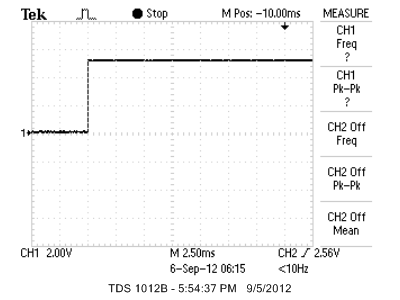 Tek Stop M Pos: -10.00ms MEASURE
CH1
Freq
?
CH1
Pk-Pk
?
CH2 Off
Freq
CH2 Off
Pk-Pk
CH2 Off
Mean
1
CH1 2.00V M 2.50ms CH2 2.56V
6-Sep-12 06:15 <10Hz
TDS 1012B - 5:54:37 PM 9/5/2012